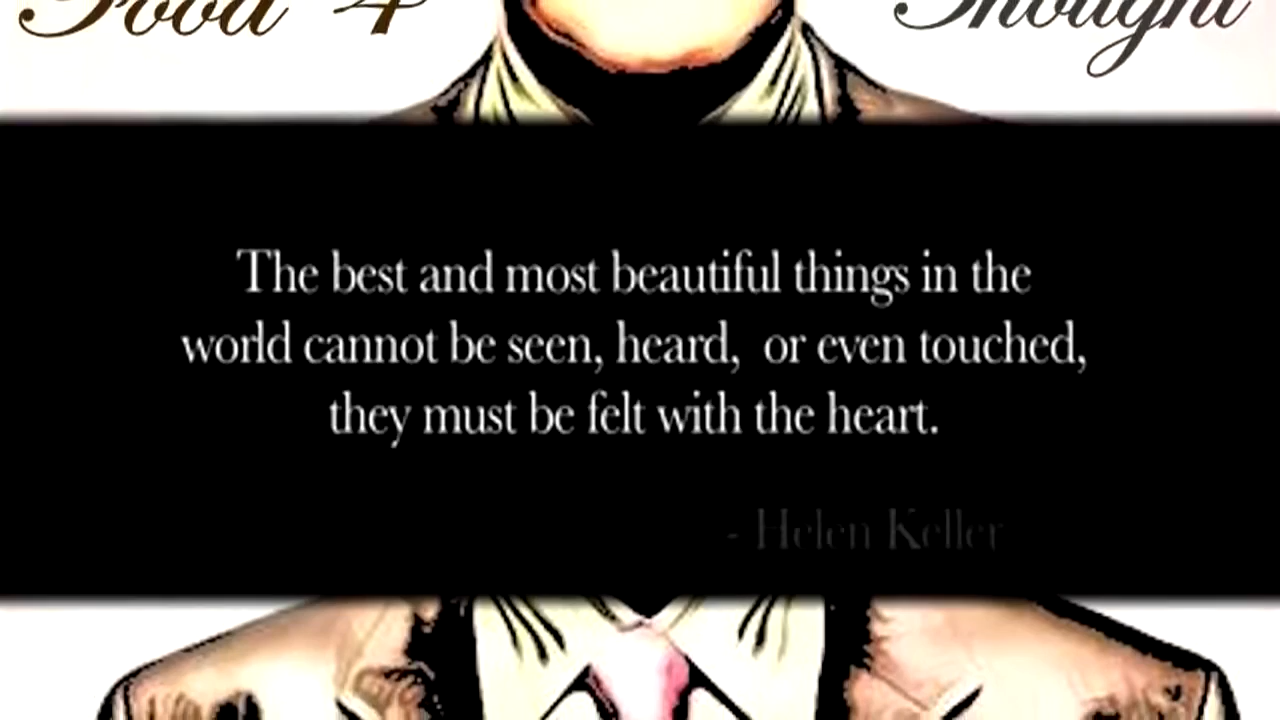 Food 4 Thought
The best and most beautiful things in the
world cannot be seen, heard,  or even touched,
they must be felt with the heart.
- Helen Keller